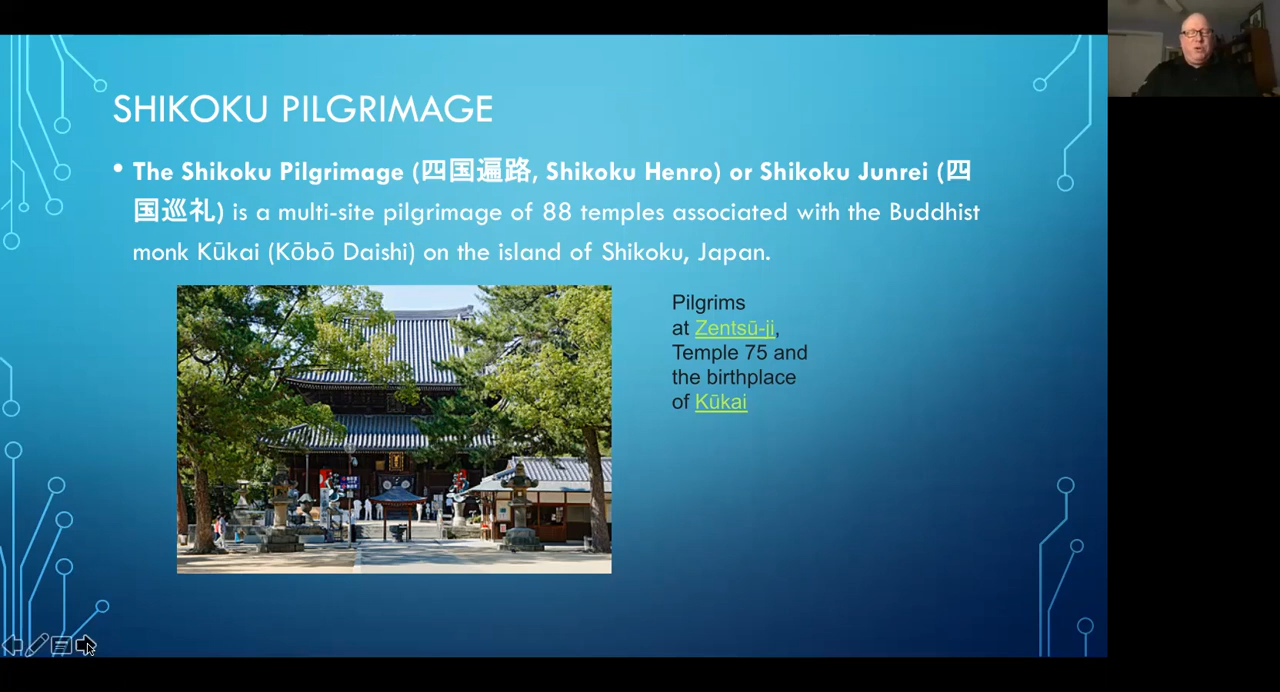 SHIKOKU PILGRIMAGE
• The Shikoku Pilgrimage (四国遍路, Shikoku Henro) or Shikoku Junrei (四
国巡礼) is a multi-site pilgrimage of 88 temples associated with the Buddhist
monk Kūkai (Kōbō Daishi) on the island of Shikoku, Japan.
Pilgrims
at Zentsū-ji,
Temple 75 and
the birthplace
of Kūkai